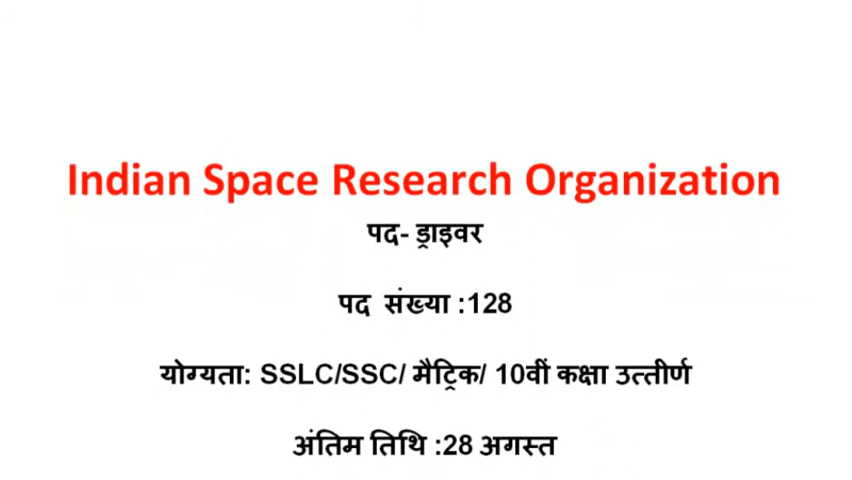 Indian Space Research Organization
पद- ड्राइवर
पद संख्या :128
योग्यता: SSLC/SSC/ मैट्रिक/ 10वीं कक्षा उत्तीर्ण
अंतिम तिथि :28 अगस्त